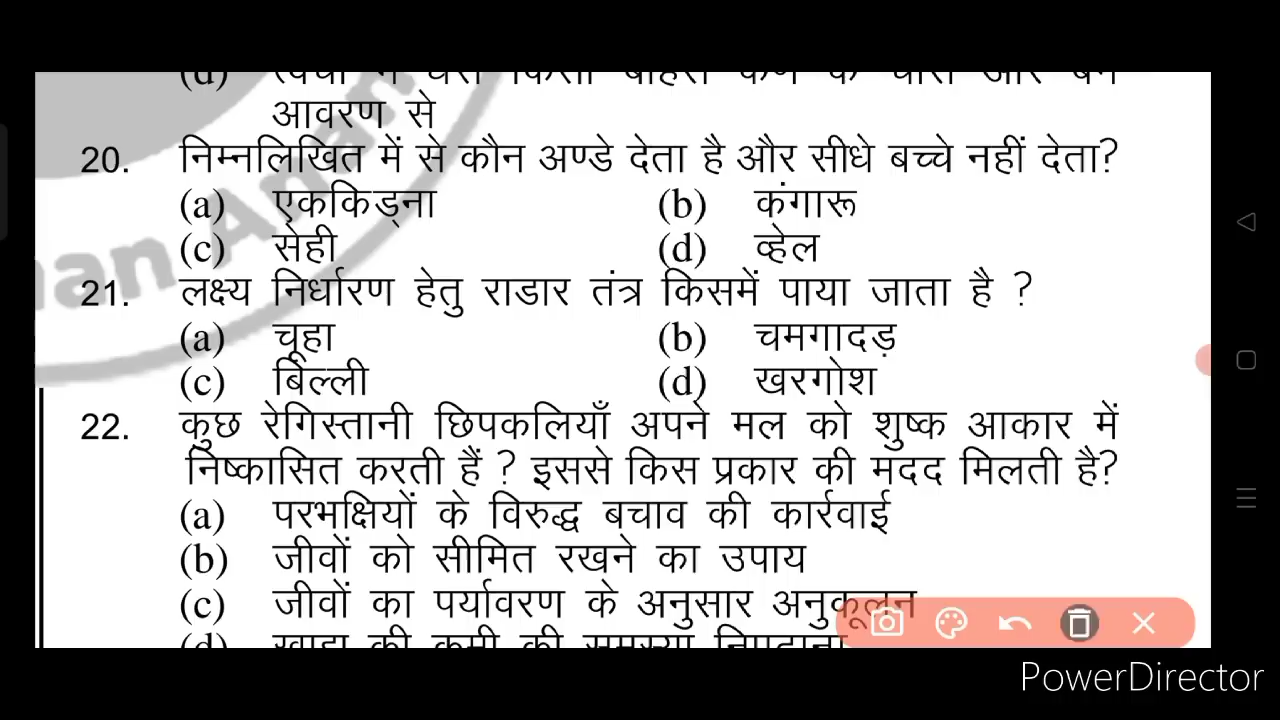 आवरण से
20. निम्नलिखित में से कौन अण्डे देता है और सीधे बच्चे नहीं देता?
(a) एककिड्ना (b) कंगारू
(c) सेही (d) व्हेल
21. लक्ष्य निर्धारण हेतु राडार तंत्र किसमें पाया जाता है ?
(a) चूहा (b) चमगादड़
(c) बिल्ली (d) खरगोश
22. कुछ रेगिस्तानी छिपकलियाँ अपने मल को शुष्क आकार में
निष्कासित करती हैं ? इससे किस प्रकार की मदद मिलती है?
(a) परभक्षियों के विरुद्ध बचाव की कार्रवाई
(b) जीवों को सीमित रखने का उपाय
(c) जीवों का पर्यावरण के अनुसार अनुकूलन
PowerDirector